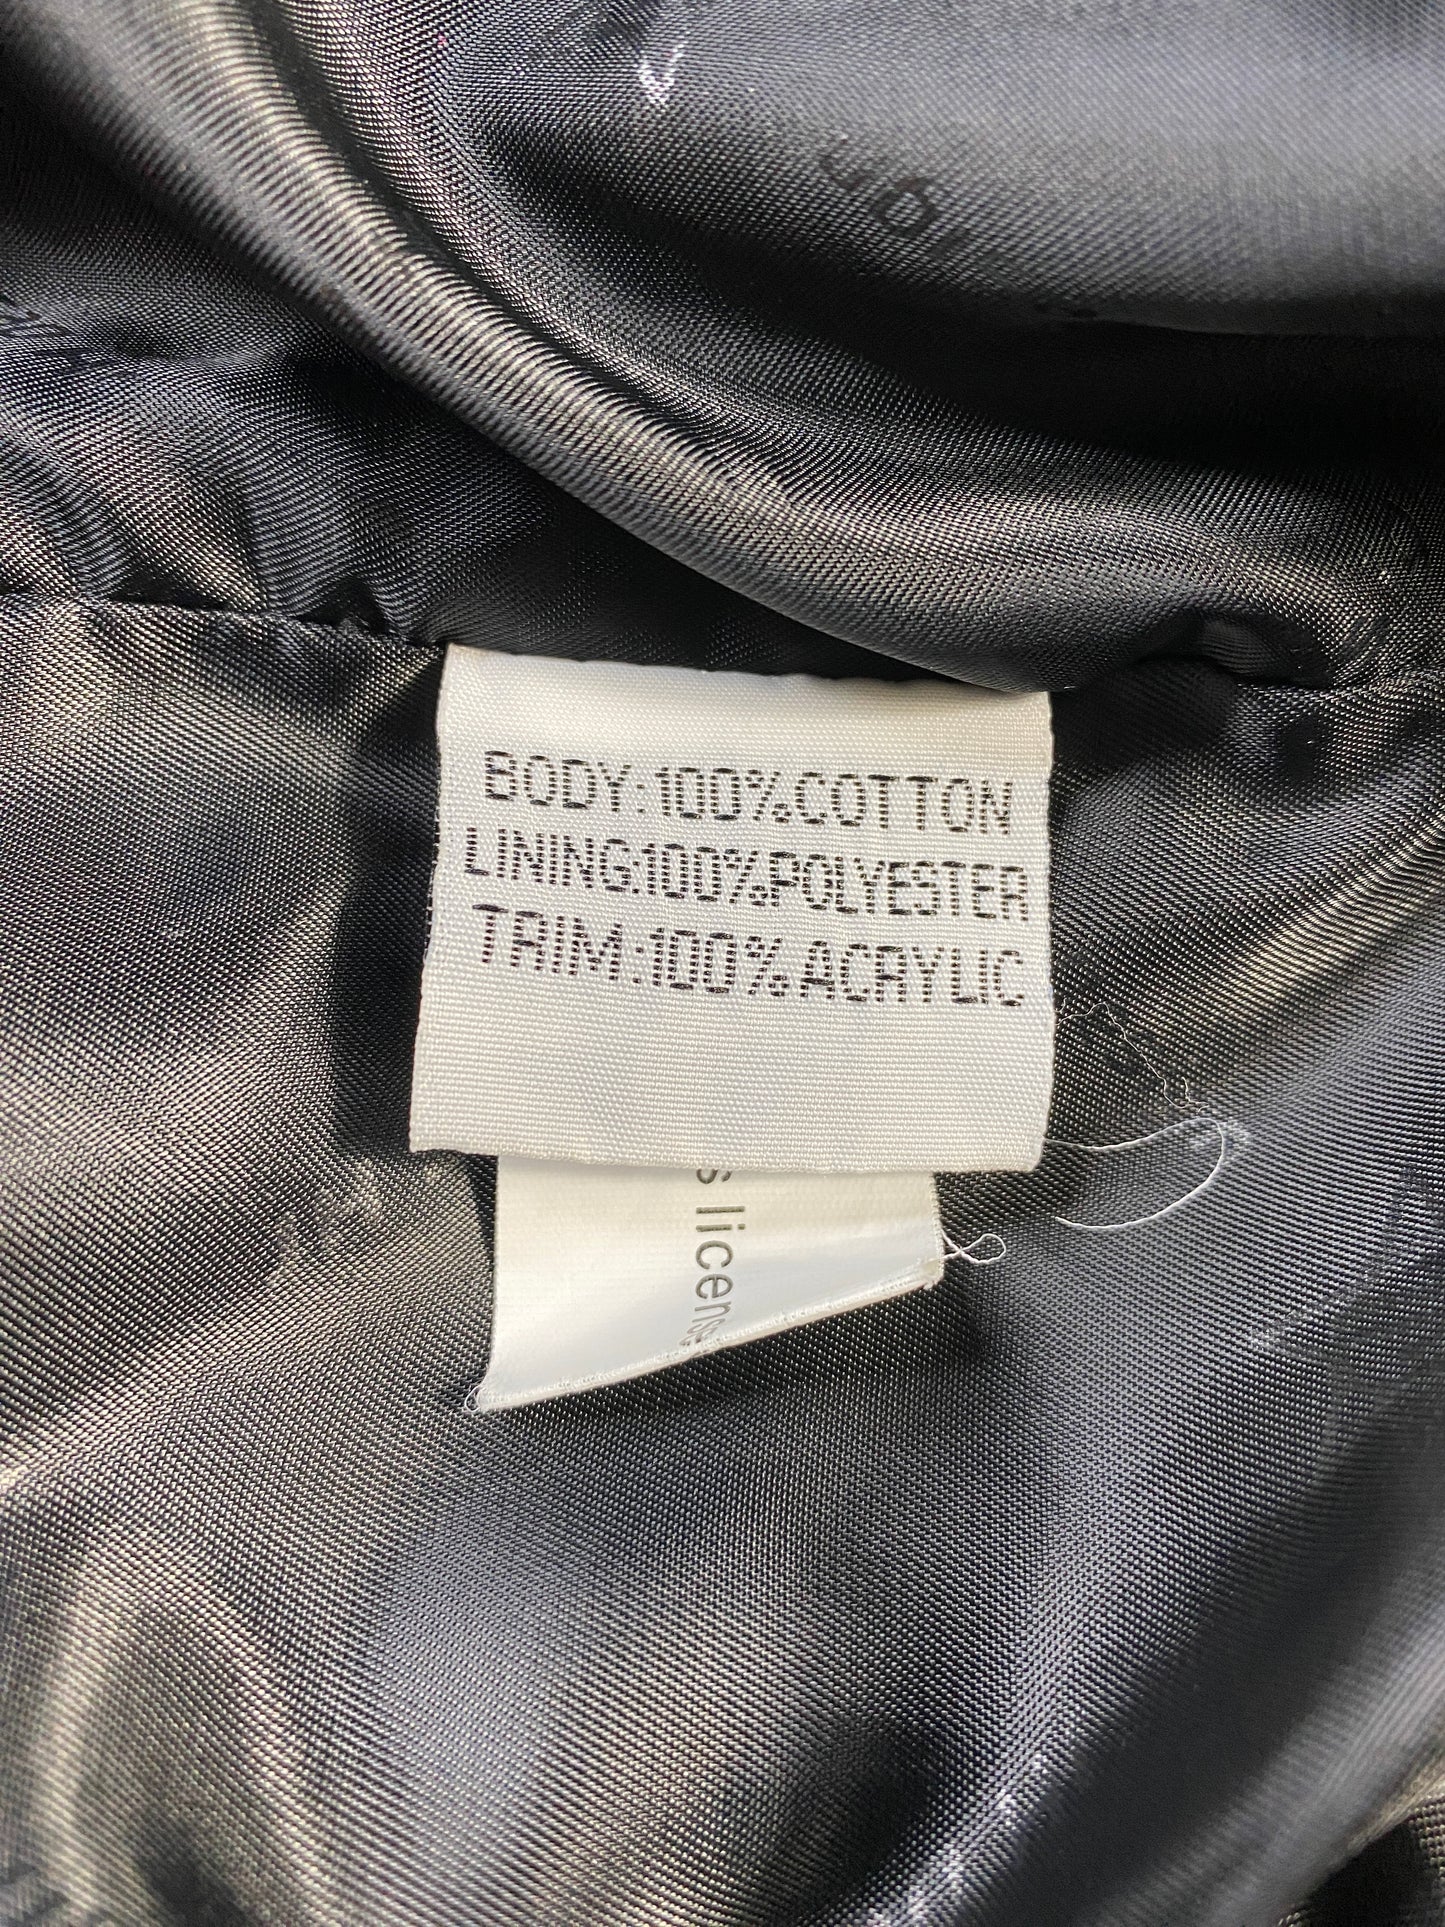 BODY:100%COTTON
LINING:100%POLYESTER
TRIM:100%ACRYLIC
s licens